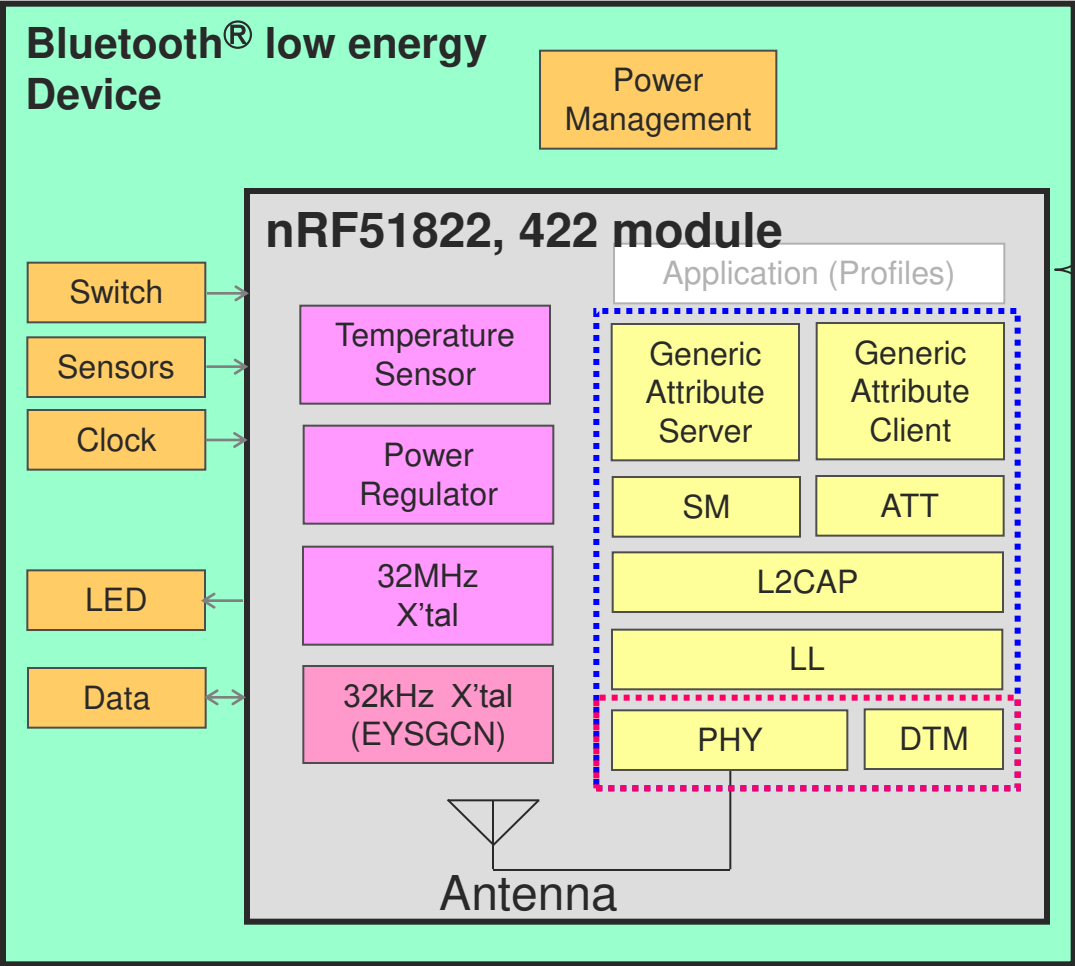 Bluetooth® low energy
Device
Power
Management
nRF51822, 422 module
Application (Profiles)
Switch
Sensors
Clock
LED
Data
Temperature
Sensor
Power
Regulator
32MHz
X'tal
32kHz X'tal
(EYSGCN)
Generic
Attribute
Server
Generic
Attribute
Client
SM
ATT
L2CAP
LL
PHY
DTM
Antenna